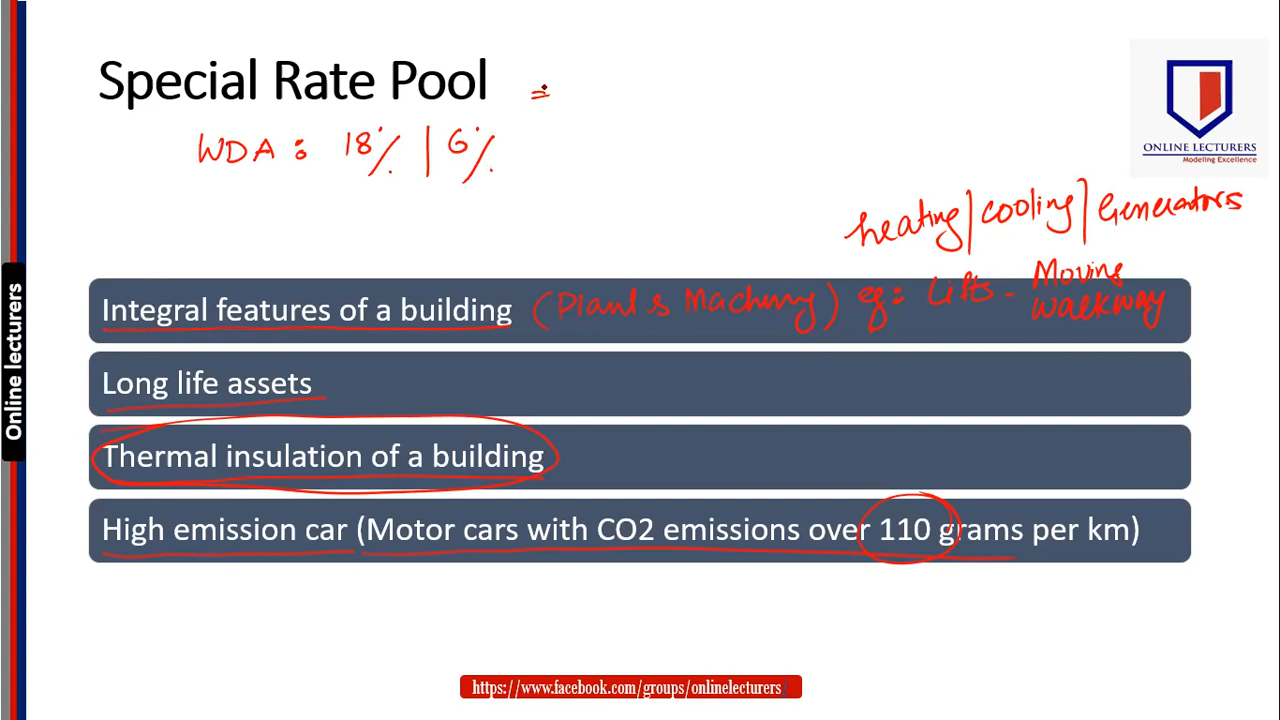 Special Rate Pool =
WDA : 18% | 6%
ONLINE LECTURERS
Modeling Excellence
heating | cooling | Generators
Integral features of a building (Plant & Machinery) eg: Lifts - Moving walkway
Long life assets
Thermal insulation of a building
High emission car (Motor cars with CO2 emissions over 110 grams per km)
Online lecturers
https://www.facebook.com/groups/onlinelecturers/